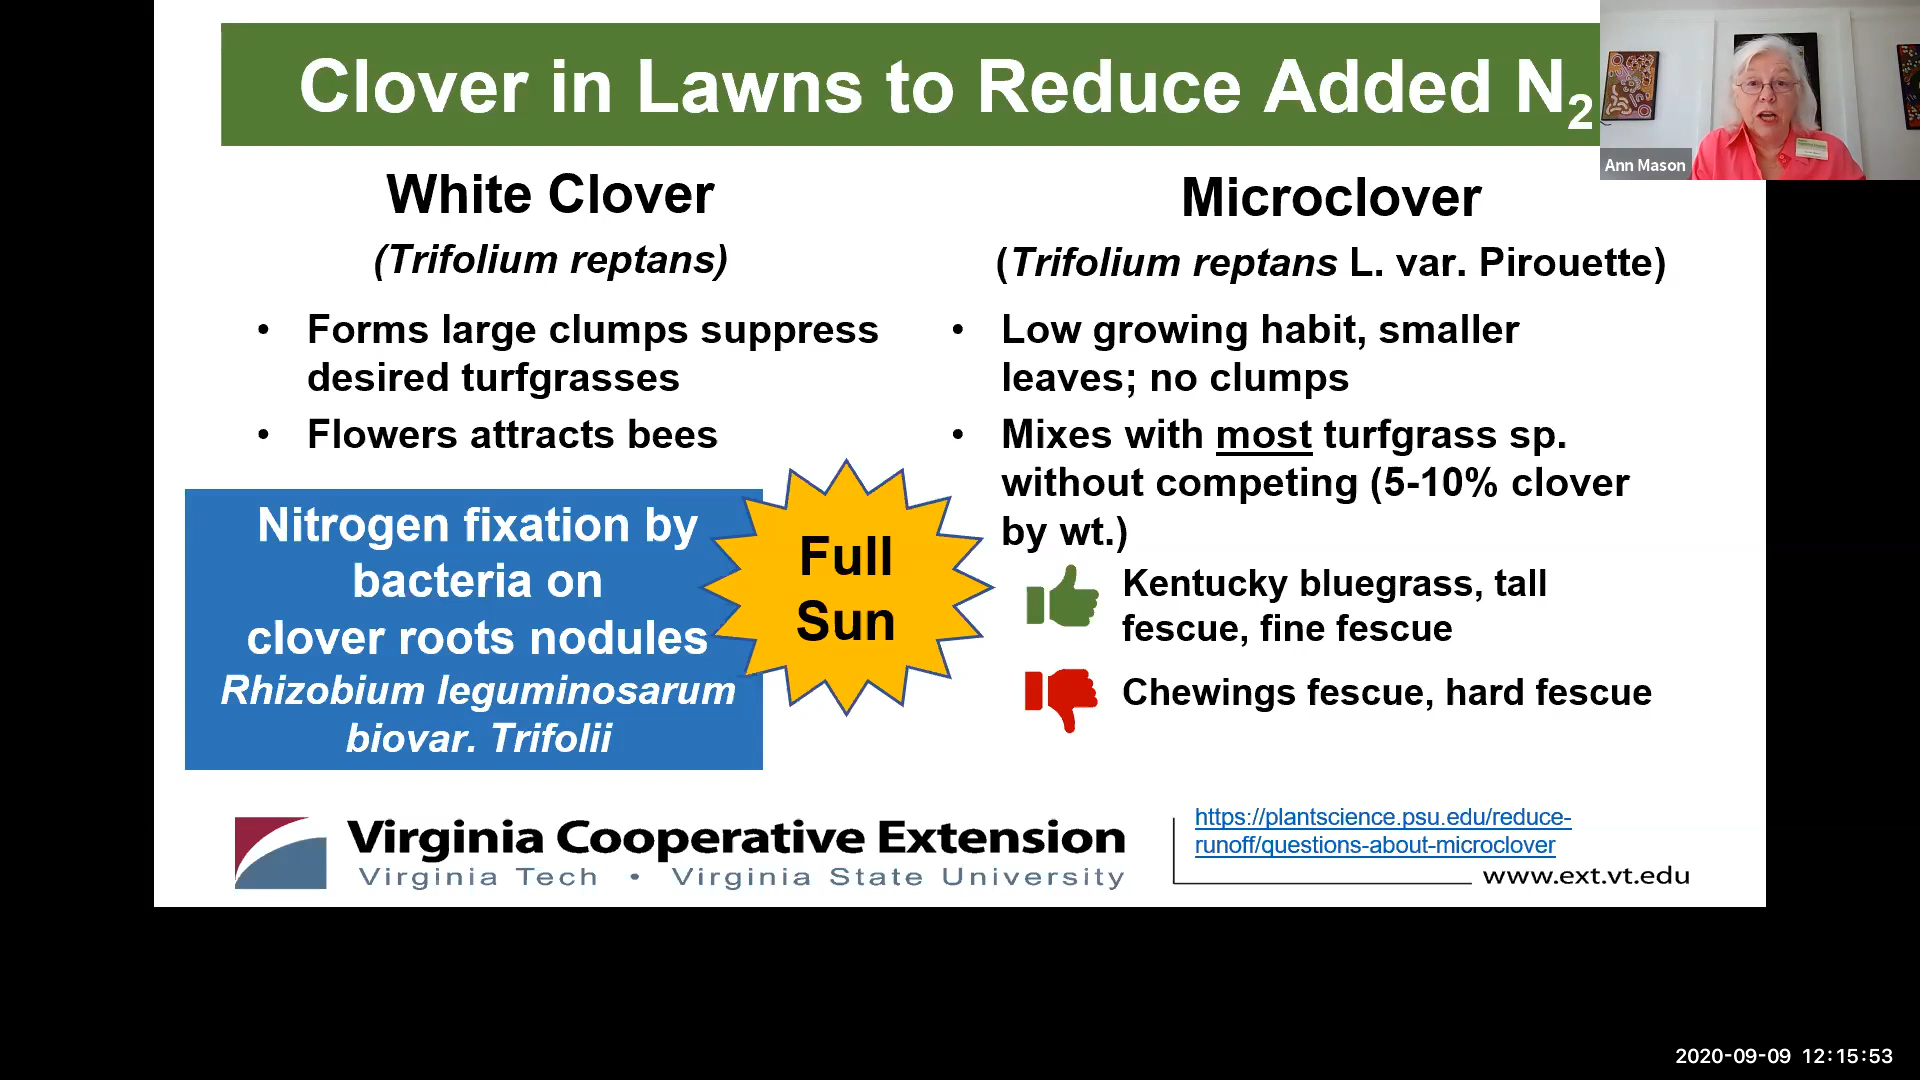 Clover in Lawns to Reduce Added N2
Ann Mason
White Clover
(Trifolium reptans)
• Forms large clumps suppress
desired turfgrasses
• Flowers attracts bees
Nitrogen fixation by
bacteria on
clover roots nodules
Rhizobium leguminosarum
biovar. Trifolii
Full
Sun
Microclover
(Trifolium reptans L. var. Pirouette)
• Low growing habit, smaller
leaves; no clumps
• Mixes with most turfgrass sp.
without competing (5-10% clover
by wt.)
Kentucky bluegrass, tall
fescue, fine fescue
Chewings fescue, hard fescue
Virginia Cooperative Extension
Virginia Tech • Virginia State University
https://plantscience.psu.edu/reduce-
runoff/questions-about-microclover
www.ext.vt.edu
2020-09-09 12:15:53